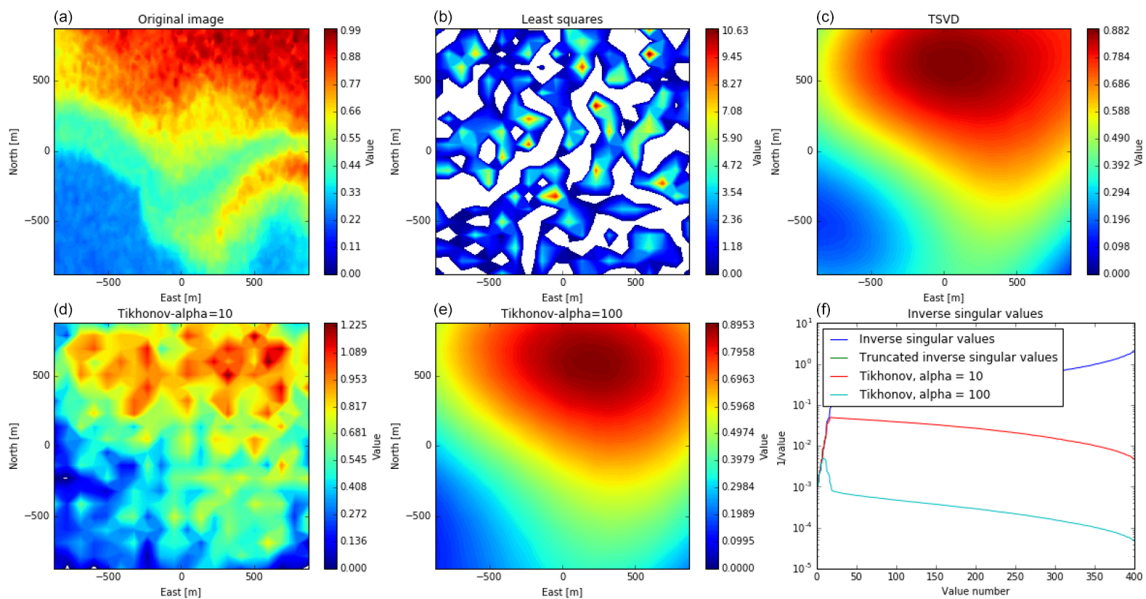 (a) Original image
0.99
0.88
0.77
0.66
0.55
0.44
0.33
0.22
0.11
0.00
Value
500
0
−500
North [m]
−500 0 500
East [m]
(b) Least squares
10.63
9.45
8.27
7.08
5.90
4.72
3.54
2.36
1.18
0.00
Value
500
0
−500
North [m]
−500 0 500
East [m]
(c) TSVD
0.882
0.784
0.686
0.588
0.490
0.392
0.294
0.196
0.098
0.000
Value
500
0
−500
North [m]
−500 0 500
East [m]
(d) Tikhonov-alpha=10
1.225
1.089
0.953
0.817
0.681
0.544
0.408
0.272
0.136
0.000
Value
500
0
−500
North [m]
−500 0 500
East [m]
(e) Tikhonov-alpha=100
0.8953
0.7958
0.6963
0.5968
0.4974
0.3979
0.2984
0.1989
0.0995
0.0000
Value
500
0
−500
North [m]
−500 0 500
East [m]
(f) Inverse singular values
Inverse singular values
Truncated inverse singular values
Tikhonov, alpha = 10
Tikhonov, alpha = 100
10^1
10^0
10^-1
10^-2
10^-3
10^-4
10^-5
1/value
0 50 100 150 200 250 300 350 400
Value number